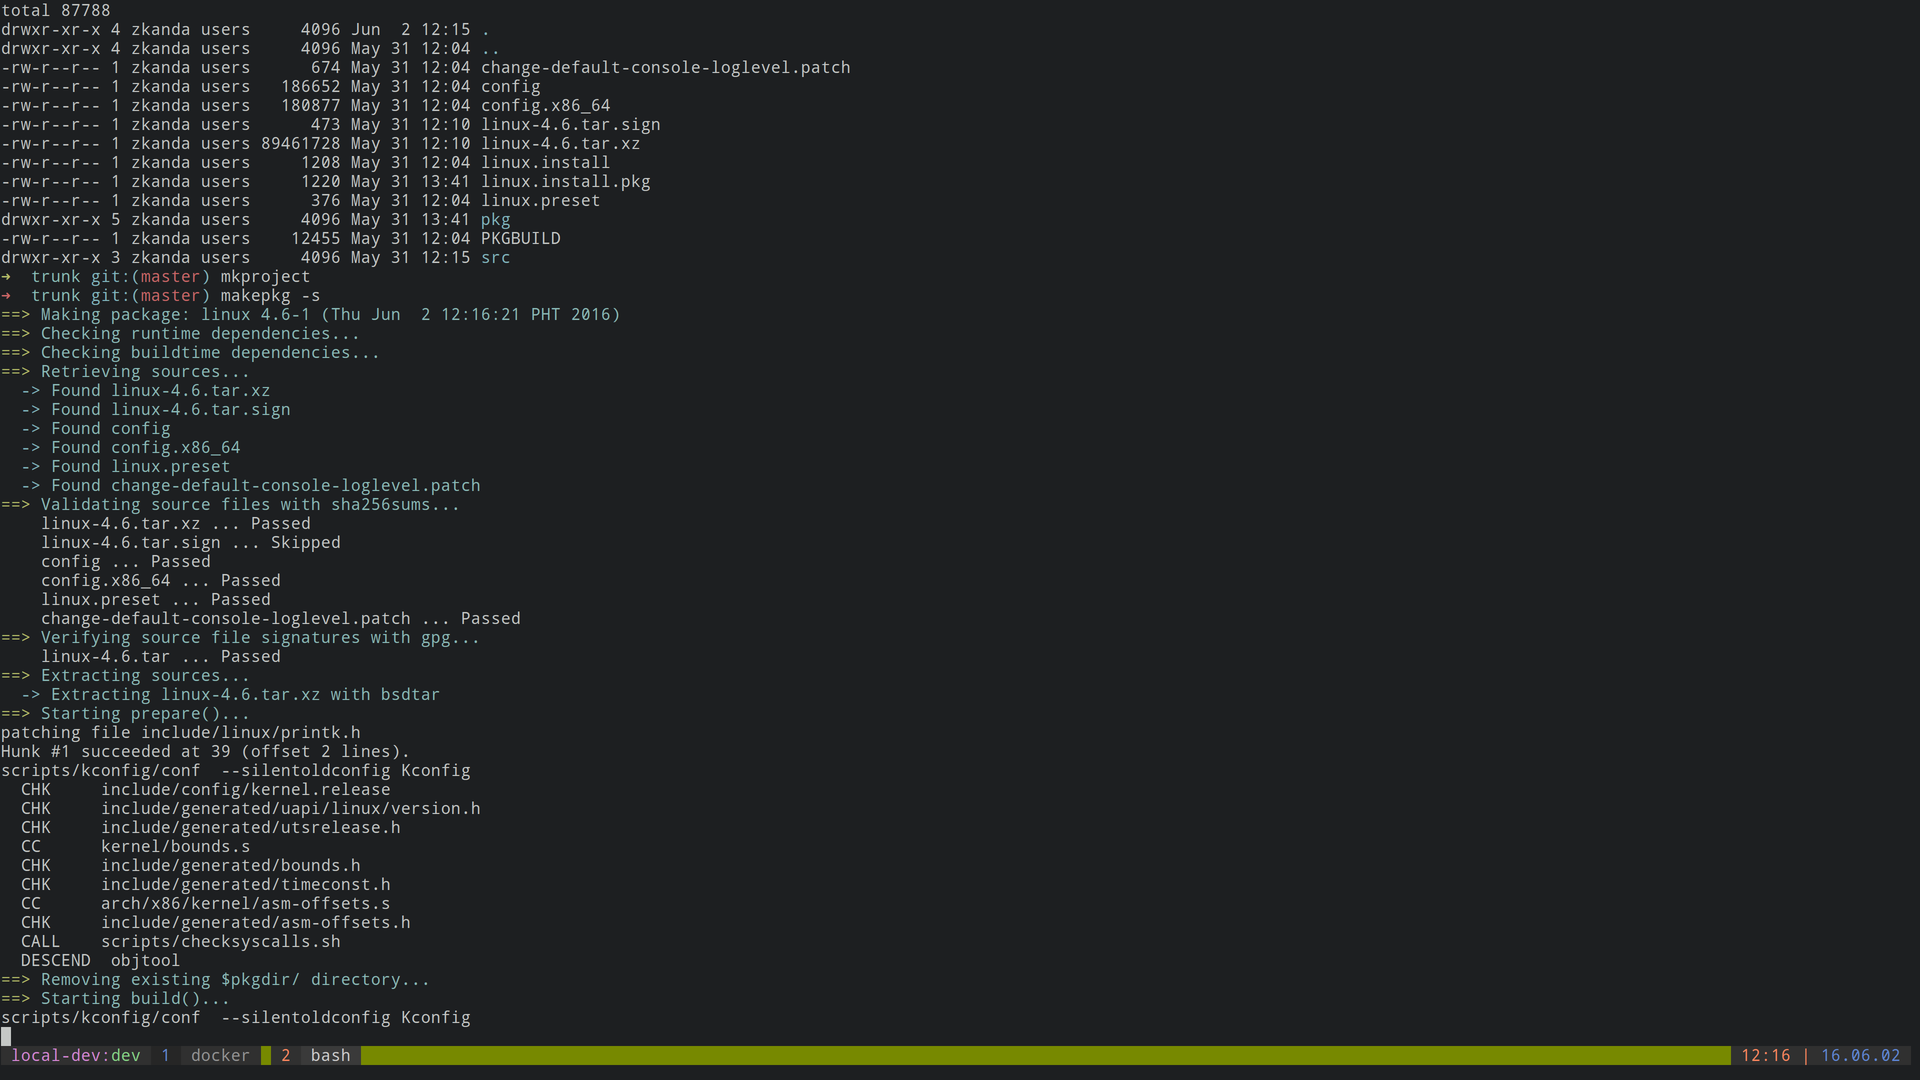 total 87788
drwxr-xr-x 4 zkanda users     4096 Jun  2 12:15 .
drwxr-xr-x 4 zkanda users     4096 May 31 12:04 ..
-rw-r--r-- 1 zkanda users      674 May 31 12:04 change-default-console-loglevel.patch
-rw-r--r-- 1 zkanda users   186652 May 31 12:04 config
-rw-r--r-- 1 zkanda users   180877 May 31 12:04 config.x86_64
-rw-r--r-- 1 zkanda users      473 May 31 12:10 linux-4.6.tar.sign
-rw-r--r-- 1 zkanda users 89461728 May 31 12:10 linux-4.6.tar.xz
-rw-r--r-- 1 zkanda users     1208 May 31 12:04 linux.install
-rw-r--r-- 1 zkanda users     1220 May 31 13:41 linux.install.pkg
-rw-r--r-- 1 zkanda users      376 May 31 12:04 linux.preset
drwxr-xr-x 5 zkanda users     4096 May 31 13:41 pkg
-rw-r--r-- 1 zkanda users    12455 May 31 12:04 PKGBUILD
drwxr-xr-x 3 zkanda users     4096 May 31 12:15 src
➜  trunk git:(master) mkproject
➜  trunk git:(master) makepkg -s
==> Making package: linux 4.6-1 (Thu Jun  2 12:16:21 PHT 2016)
==> Checking runtime dependencies...
==> Checking buildtime dependencies...
==> Retrieving sources...
  -> Found linux-4.6.tar.xz
  -> Found linux-4.6.tar.sign
  -> Found config
  -> Found config.x86_64
  -> Found linux.preset
  -> Found change-default-console-loglevel.patch
==> Validating source files with sha256sums...
    linux-4.6.tar.xz ... Passed
    linux-4.6.tar.sign ... Skipped
    config ... Passed
    config.x86_64 ... Passed
    linux.preset ... Passed
    change-default-console-loglevel.patch ... Passed
==> Verifying source file signatures with gpg...
    linux-4.6.tar ... Passed
==> Extracting sources...
  -> Extracting linux-4.6.tar.xz with bsdtar
==> Starting prepare()...
patching file include/linux/printk.h
Hunk #1 succeeded at 39 (offset 2 lines).
scripts/kconfig/conf  --silentoldconfig Kconfig
  CHK     include/config/kernel.release
  CHK     include/generated/uapi/linux/version.h
  CHK     include/generated/utsrelease.h
  CC      kernel/bounds.s
  CHK     include/generated/bounds.h
  CHK     include/generated/timeconst.h
  CC      arch/x86/kernel/asm-offsets.s
  CHK     include/generated/asm-offsets.h
  CALL    scripts/checksyscalls.sh
  DESCEND  objtool
==> Removing existing $pkgdir/ directory...
==> Starting build()...
scripts/kconfig/conf  --silentoldconfig Kconfig
local-dev:dev  1  docker  2  bash  12:16 | 16.06.02